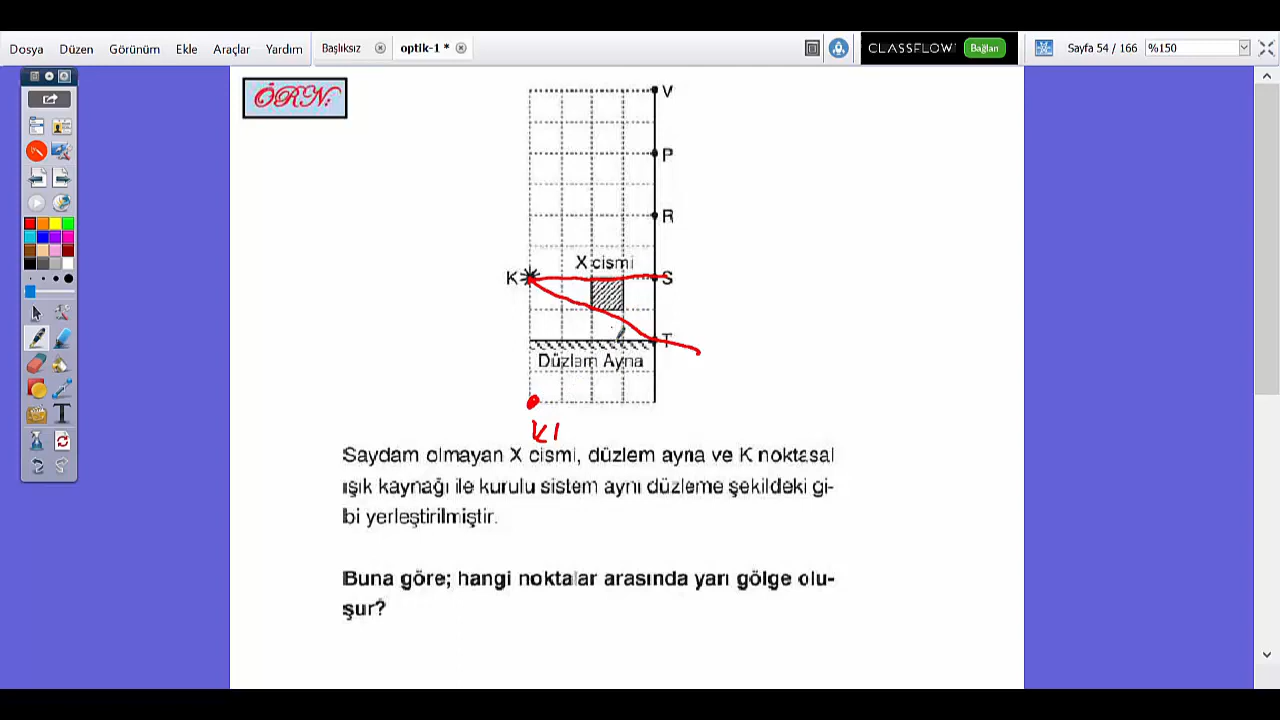 Dosya Düzen Görünüm Ekle Araçlar Yardım Başlıksız optik-1 * CLASSFLOW Bağlan Sayfa 54 / 166 %150
ÖRN:
V
P
R
X cismi
K S
T
Düzlem Ayna
K1
Saydam olmayan X cismi, düzlem ayna ve K noktasal
ışık kaynağı ile kurulu sistem aynı düzleme şekildeki gi-
bi yerleştirilmiştir.
Buna göre; hangi noktalar arasında yarı gölge olu-
şur?